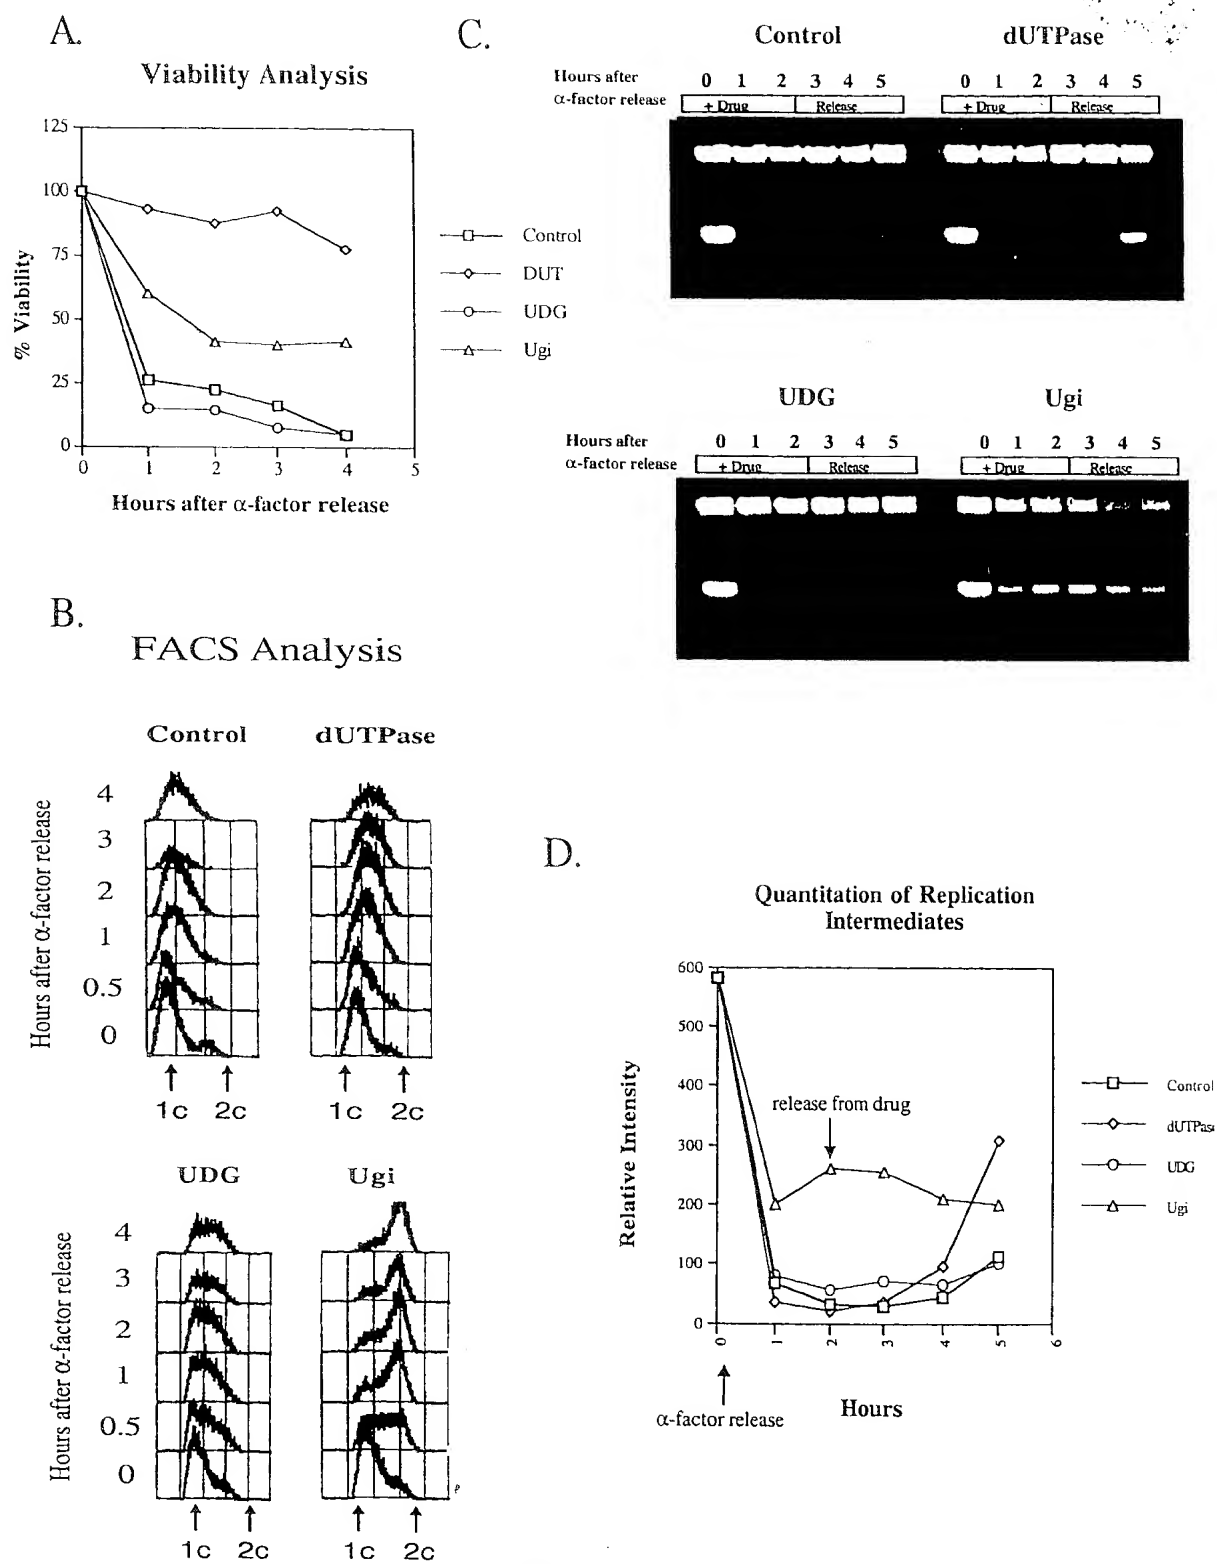 A.
Viability Analysis
125
100
75
50
25
0
% Viability
0 1 2 3 4 5
Hours after α-factor release
Control
DUT
UDG
Ugi
B.
FACS Analysis
Control dUTPase
Hours after α-factor release
4
3
2
1
0.5
0
1c 2c 1c 2c
UDG Ugi
Hours after α-factor release
4
3
2
1
0.5
0
1c 2c 1c 2c
C.
Control dUTPase
Hours after 0 1 2 3 4 5 0 1 2 3 4 5
α-factor release + Drug Release + Drug Release
UDG Ugi
Hours after 0 1 2 3 4 5 0 1 2 3 4 5
α-factor release + Drug Release + Drug Release
D.
Quantitation of Replication
Intermediates
600
500
400
300
200
100
0
Relative Intensity
release from drug
0 1 2 3 4 5 6
α-factor release
Hours
Control
dUTPas
UDG
Ugi